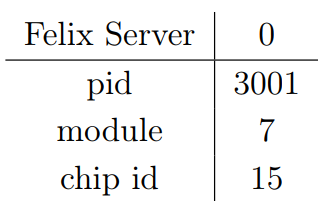 Felix Server 0
pid 3001
module 7
chip id 15